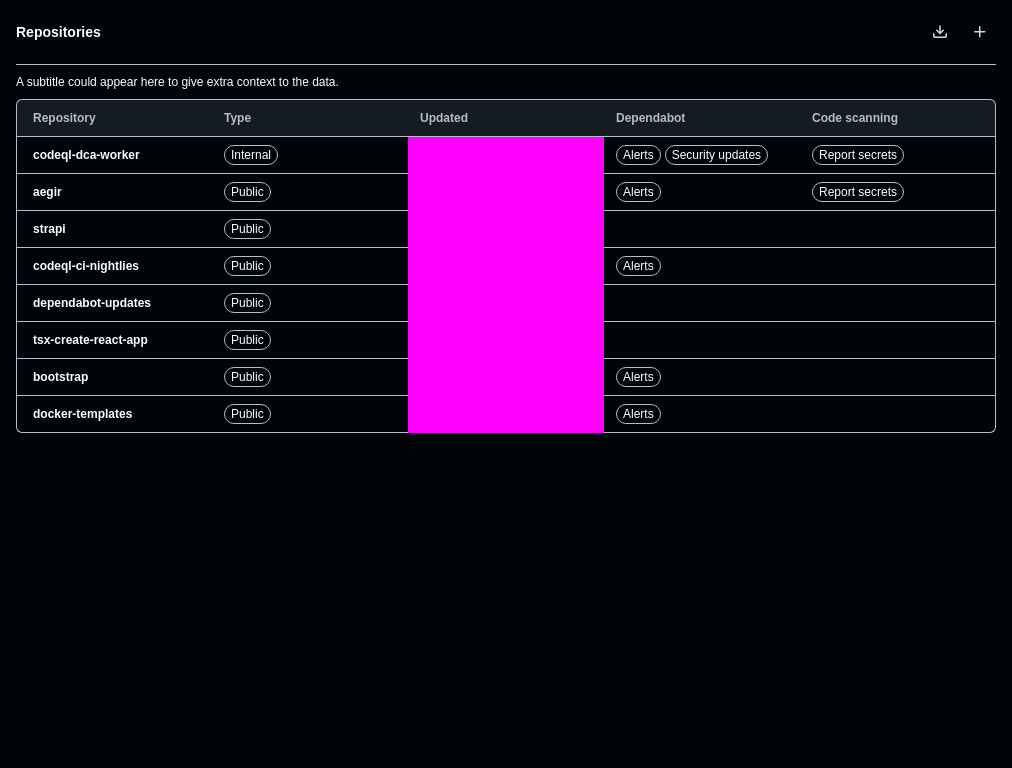 Repositories
A subtitle could appear here to give extra context to the data.
Repository Type Updated Dependabot Code scanning
codeql-dca-worker Internal Alerts Security updates Report secrets
aegir Public Alerts Report secrets
strapi Public
codeql-ci-nightlies Public Alerts
dependabot-updates Public
tsx-create-react-app Public
bootstrap Public Alerts
docker-templates Public Alerts